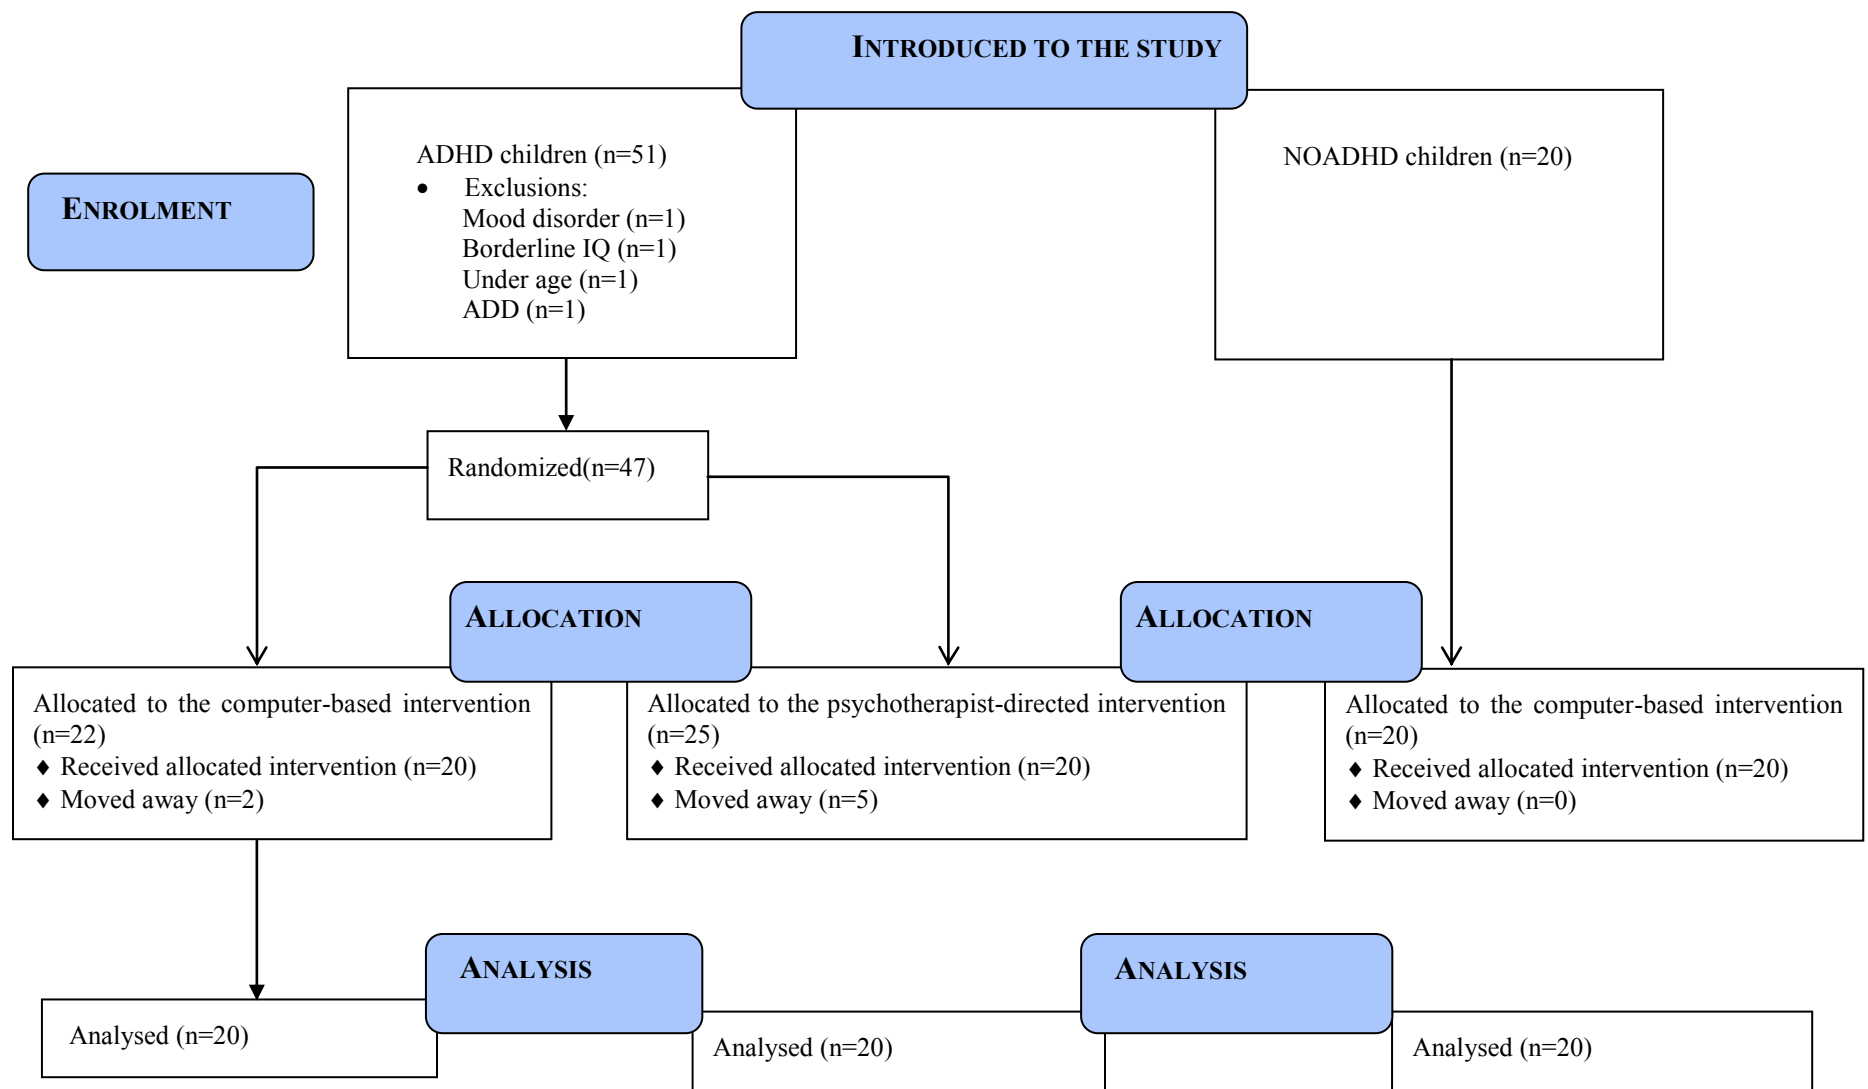 INTRODUCED TO THE STUDY
ADHD children (n=51)
• Exclusions:
Mood disorder (n=1)
Borderline IQ (n=1)
Under age (n=1)
ADD (n=1)
NOADHD children (n=20)
ENROLMENT
Randomized(n=47)
ALLOCATION
ALLOCATION
Allocated to the computer-based intervention
(n=22)
♦ Received allocated intervention (n=20)
♦ Moved away (n=2)
Allocated to the psychotherapist-directed intervention
(n=25)
♦ Received allocated intervention (n=20)
♦ Moved away (n=5)
Allocated to the computer-based intervention
(n=20)
♦ Received allocated intervention (n=20)
♦ Moved away (n=0)
ANALYSIS
ANALYSIS
Analysed (n=20)
Analysed (n=20)
Analysed (n=20)